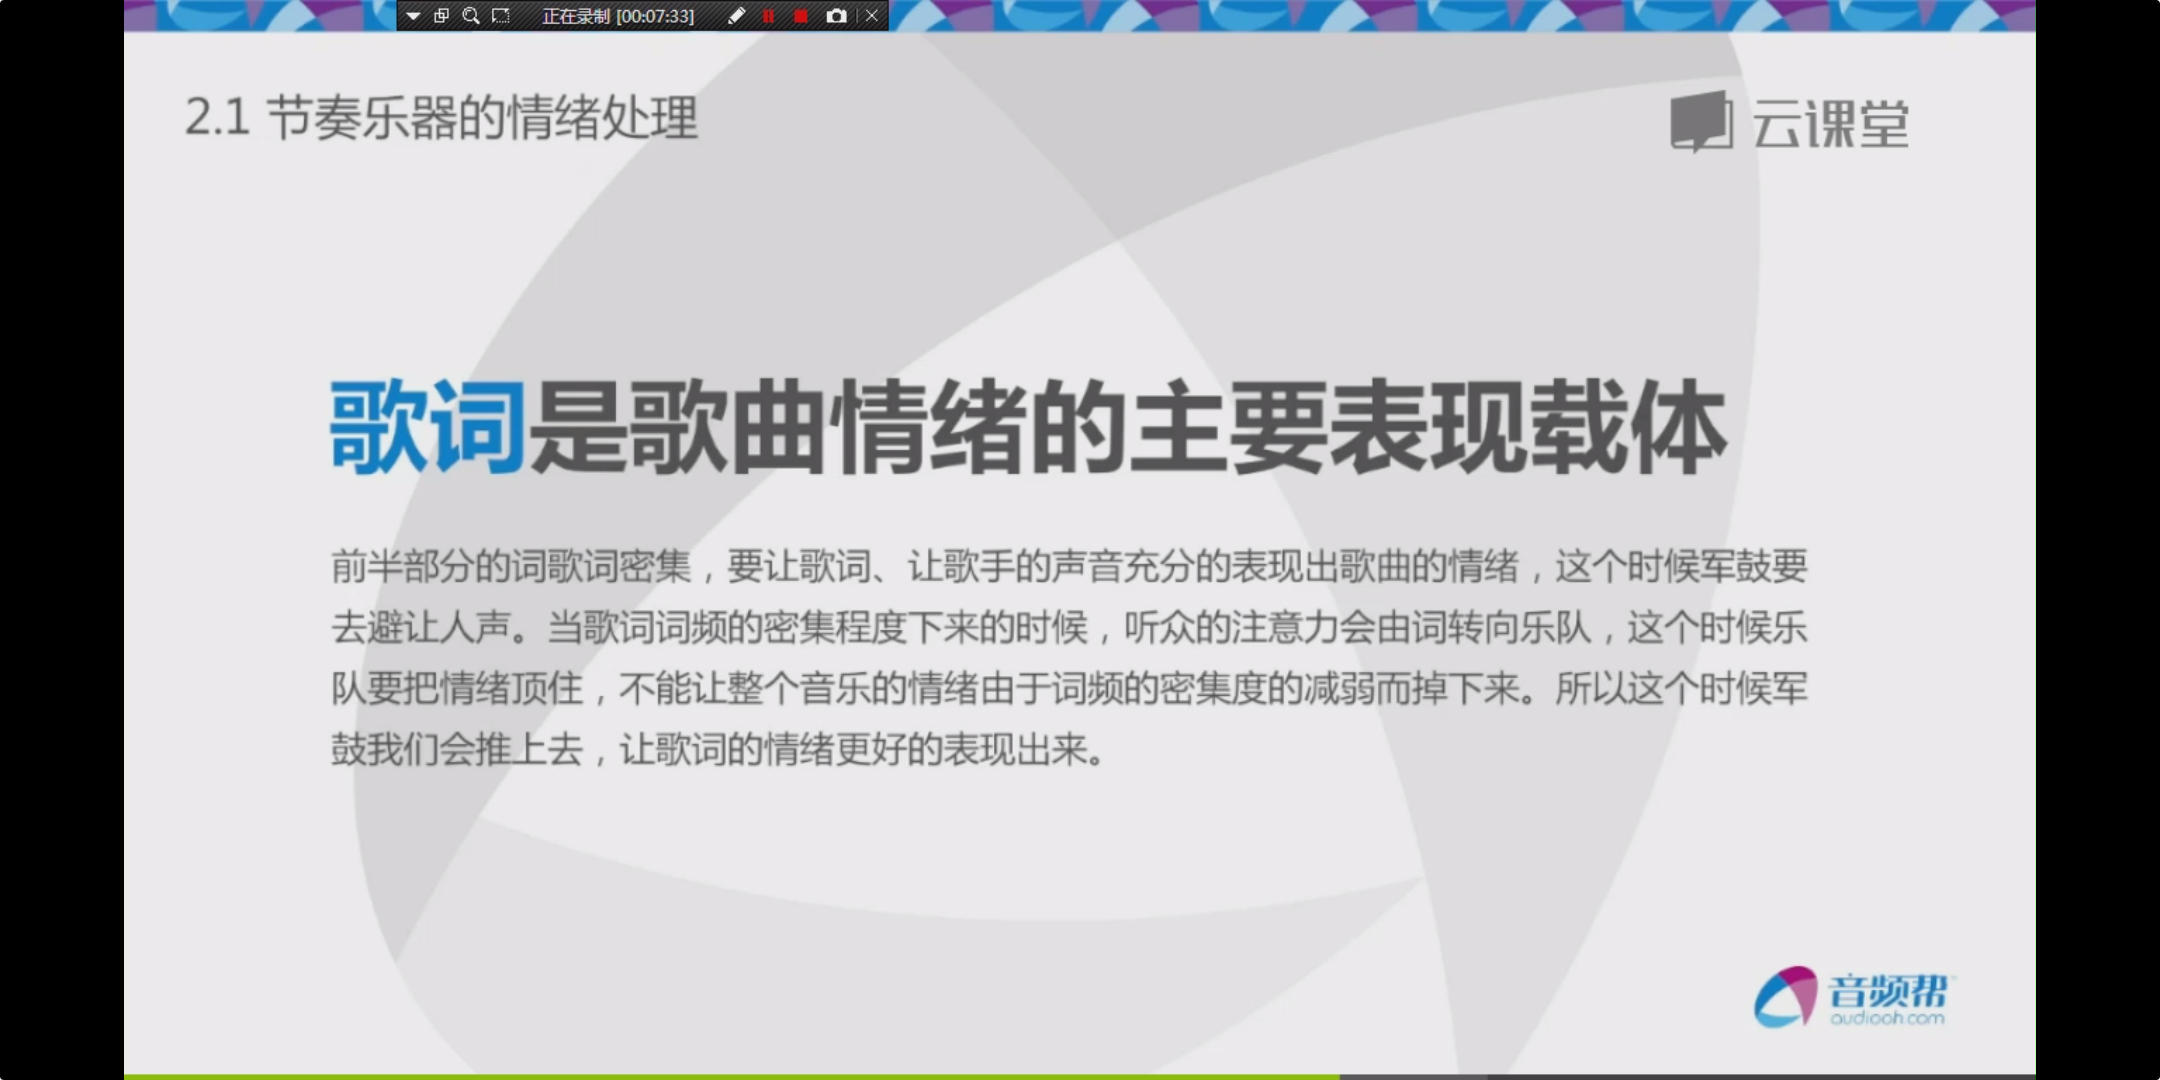 正在录制 [00:07:33]
2.1 节奏乐器的情绪处理
云课堂
歌词是歌曲情绪的主要表现载体
前半部分的词歌词密集，要让歌词、让歌手的声音充分的表现出歌曲的情绪，这个时候军鼓要
去避让人声。当歌词词频的密集程度下来的时候，听众的注意力会由词转向乐队，这个时候乐
队要把情绪顶住，不能让整个音乐的情绪由于词频的密集度的减弱而掉下来。所以这个时候军
鼓我们会推上去，让歌词的情绪更好的表现出来。
音频帮
audiooh.com